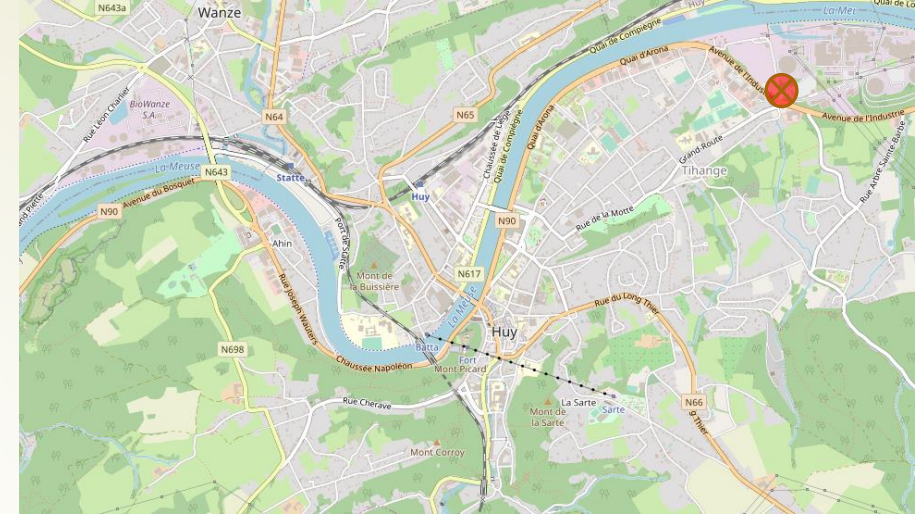 N643a
Wanze
La Meuse
Quai de Compiègne
Quai d'Arona
Avenue de l'Industrie
BioWanze
S.A.
Rue Léon Charlier
N64
N65
Chaussée de Liège
Quai de Compiègne
Quai d'Arona
Avenue de l'Industrie
Grand-Route
Tihange
Rue Arbre Sainte-Barbe
La Meuse
N643
Statte
Huy
Avenue du Bosquet
N90
Rue de la Motte
N90
Port de Statte
Ahin
Mont de
la Buissière
N617
La Meuse
Rue Joseph Wauters
Rue du Long Thier
Huy
N698
Batta
Fort
Mont Picard
Chaussée Napoléon
Rue Cherave
La Sarte
Sarte
Mont de
la Sarte
N66
g Thier
Mont Corroy